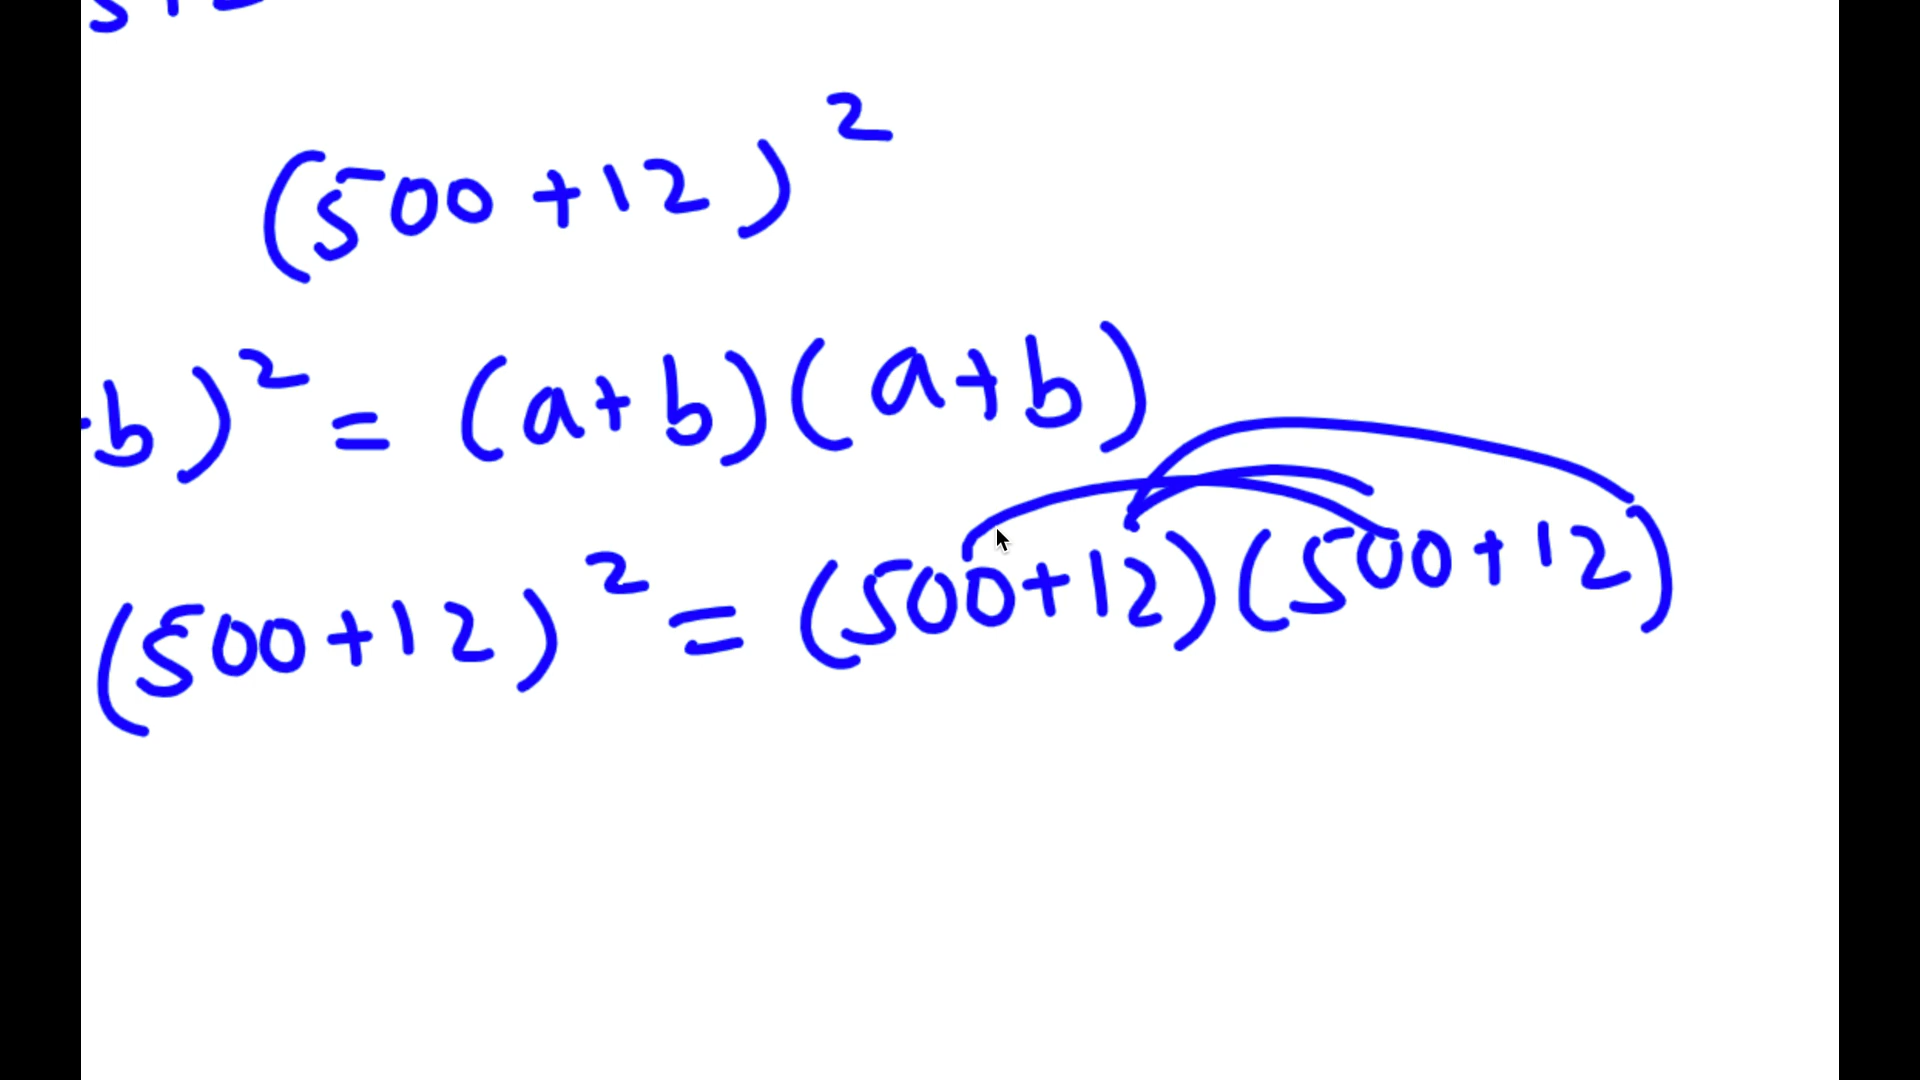 (500+12)²
b)² = (a+b)(a+b)
(500+12)² = (500+12)(500+12)